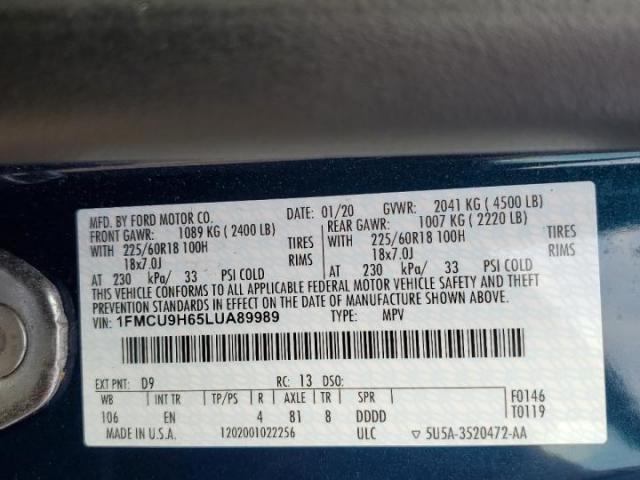 MFD. BY FORD MOTOR CO. DATE: 01/20 GVWR: 2041 KG ( 4500 LB)
FRONT GAWR: 1089 KG ( 2400 LB) REAR GAWR: 1007 KG ( 2220 LB)
WITH 225/60R18 100H TIRES WITH 225/60R18 100H TIRES
18x7.0J RIMS 18x7.0J RIMS
AT 230 kPa/ 33 PSI COLD AT 230 kPa/ 33 PSI COLD
THIS VEHICLE CONFORMS TO ALL APPLICABLE FEDERAL MOTOR VEHICLE SAFETY AND THEFT
PREVENTION STANDARDS IN EFFECT ON THE DATE OF MANUFACTURE SHOWN ABOVE.
VIN: 1FMCU9H65LUA89989 TYPE: MPV
EXT PNT: D9 RC: 13 DSO: F0146
WB INT TR TP/PS R AXLE TR SPR T0119
106 EN 4 81 8 DDDD
MADE IN U.S.A. 1202001022256 ULC ▽ 5U5A-3520472-AA